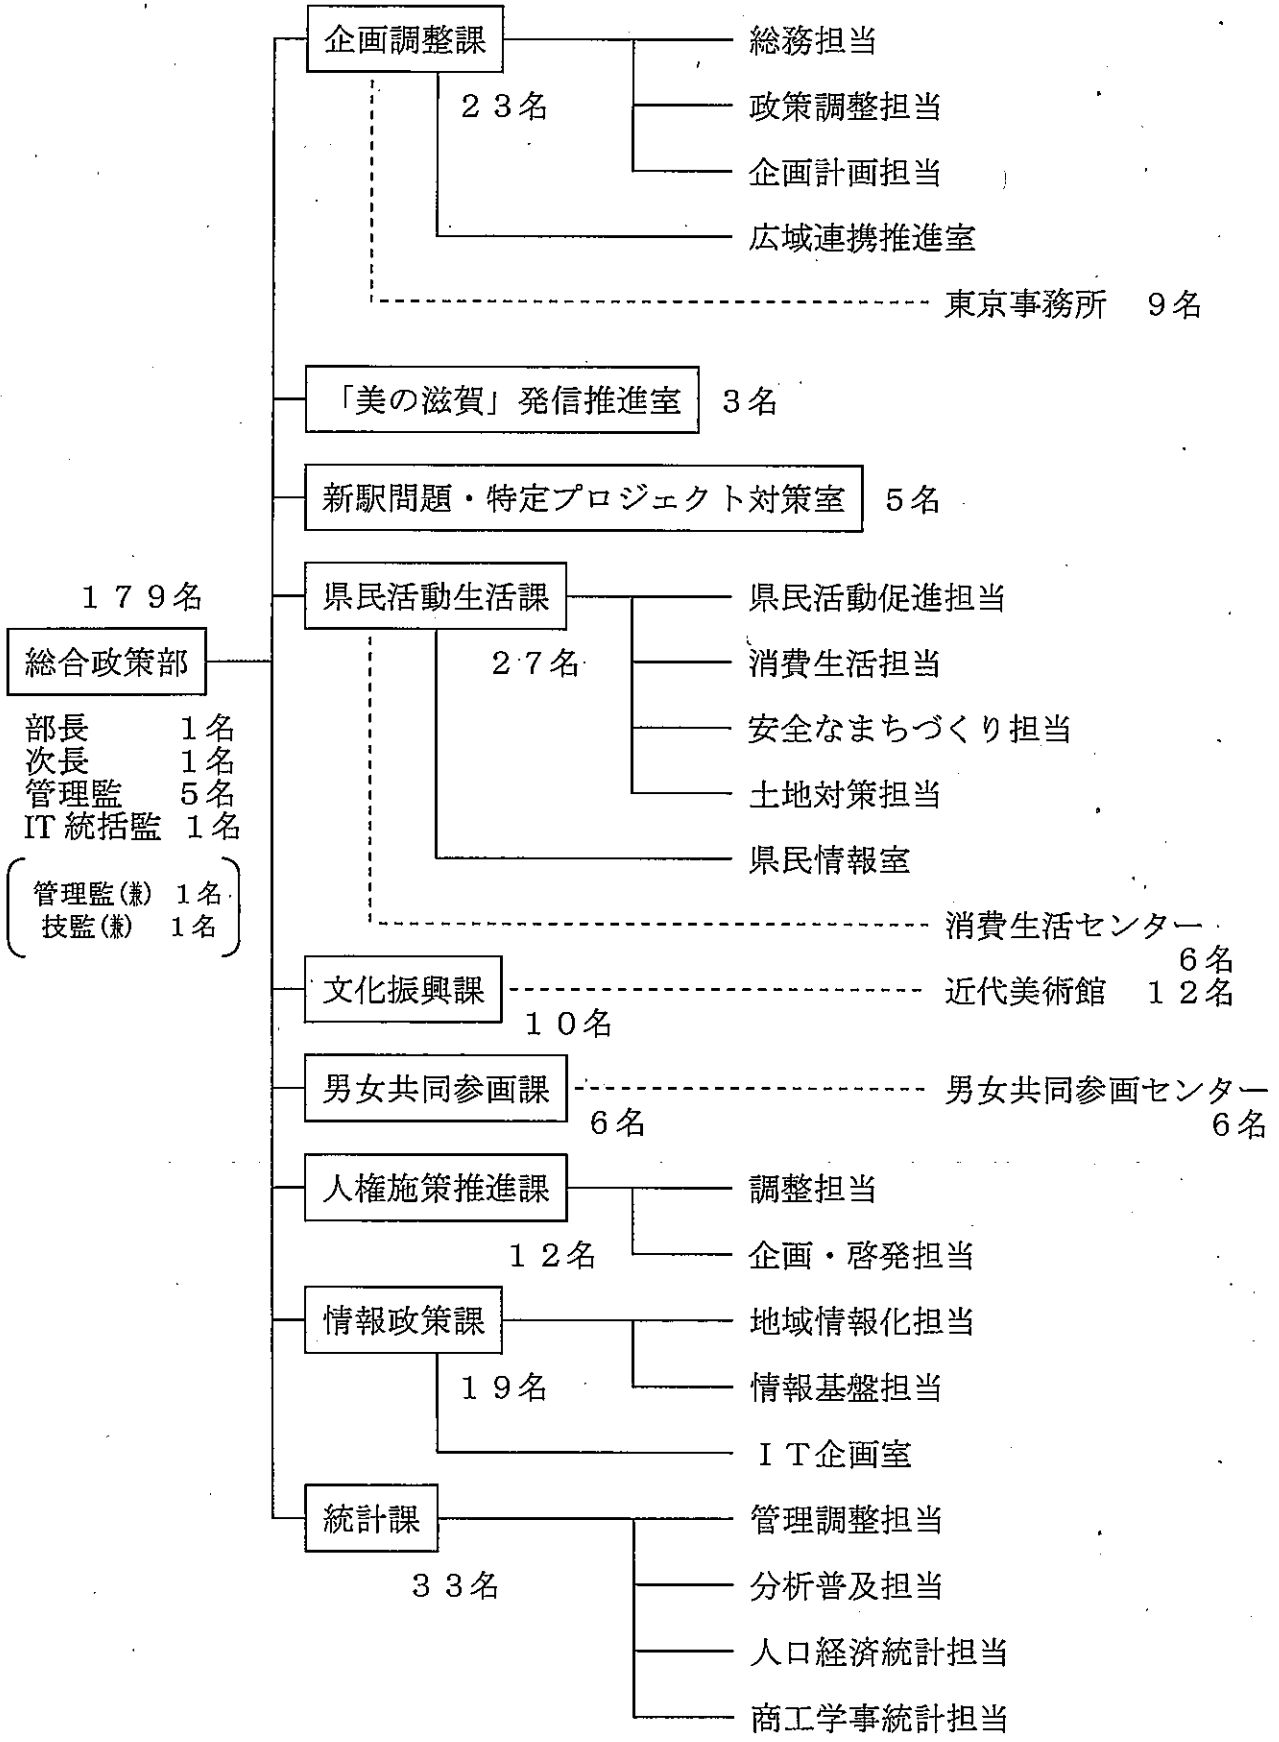 企画調整課
23名
総務担当
政策調整担当
企画計画担当
広域連携推進室
東京事務所 9名
「美の滋賀」発信推進室 3名
新駅問題・特定プロジェクト対策室 5名
179名
総合政策部
部長 1名
次長 1名
管理監 5名
IT統括監 1名
管理監(兼) 1名
技監(兼) 1名
県民活動生活課
27名
県民活動促進担当
消費生活担当
安全なまちづくり担当
土地対策担当
県民情報室
消費生活センター
6名
文化振興課
10名
近代美術館 12名
男女共同参画課
6名
男女共同参画センター
6名
人権施策推進課
12名
調整担当
企画・啓発担当
情報政策課
19名
地域情報化担当
情報基盤担当
IT企画室
統計課
33名
管理調整担当
分析普及担当
人口経済統計担当
商工学事統計担当